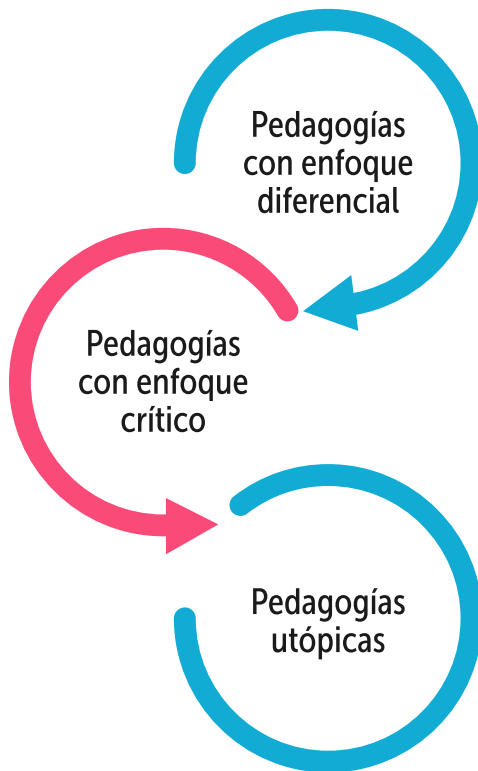 Pedagogías
con enfoque
diferencial
Pedagogías
con enfoque
crítico
Pedagogías
utópicas